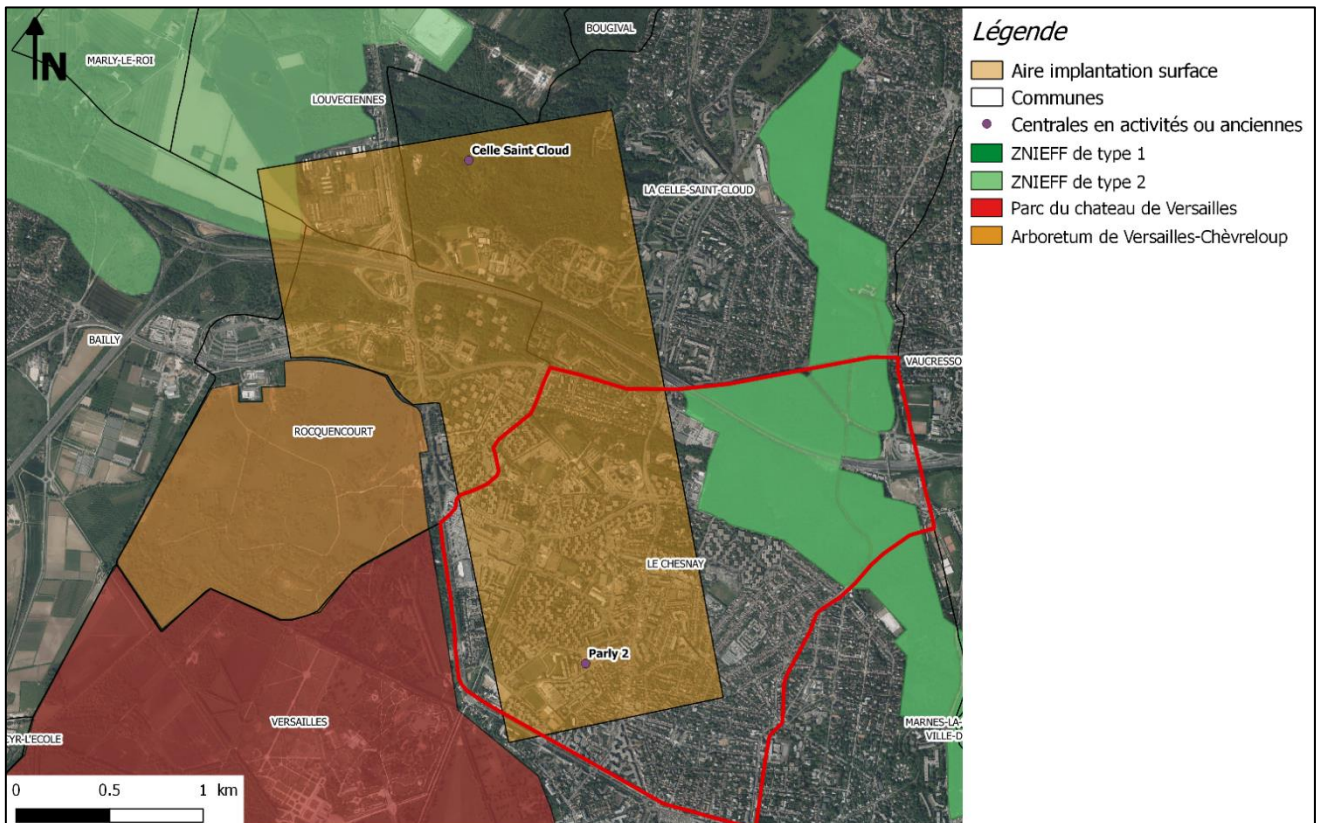 BOUGIVAL
N
MARLY-LE-ROI
LOUVECIENNES
Celle Saint Cloud
LA CELLE-SAINT-CLOUD
BAILLY
VAUCRESSO
ROCQUENCOURT
LE CHESNAY
Parly 2
VERSAILLES
MARNES-LA-
VILLE-D
CYR-L'ECOLE
0 0.5 1 km
Légende
Aire implantation surface
Communes
Centrales en activités ou anciennes
ZNIEFF de type 1
ZNIEFF de type 2
Parc du chateau de Versailles
Arboretum de Versailles-Chèvreloup